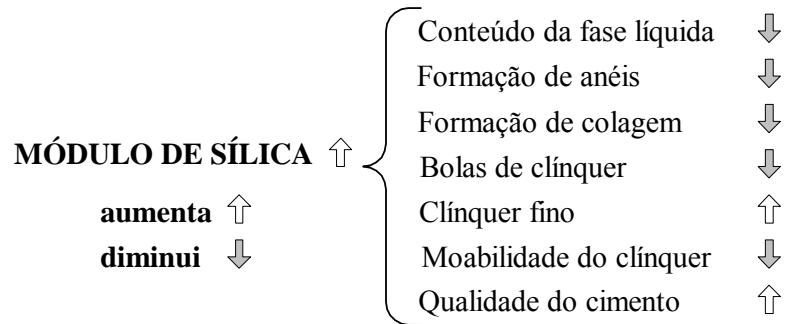 Conteúdo da fase líquida ⇩
Formação de anéis ⇩
Formação de colagem ⇩
MÓDULO DE SÍLICA ⇧
Bolas de clínquer ⇩
aumenta ⇧
Clínquer fino ⇧
diminui ⇩
Moabilidade do clínquer ⇩
Qualidade do cimento ⇧